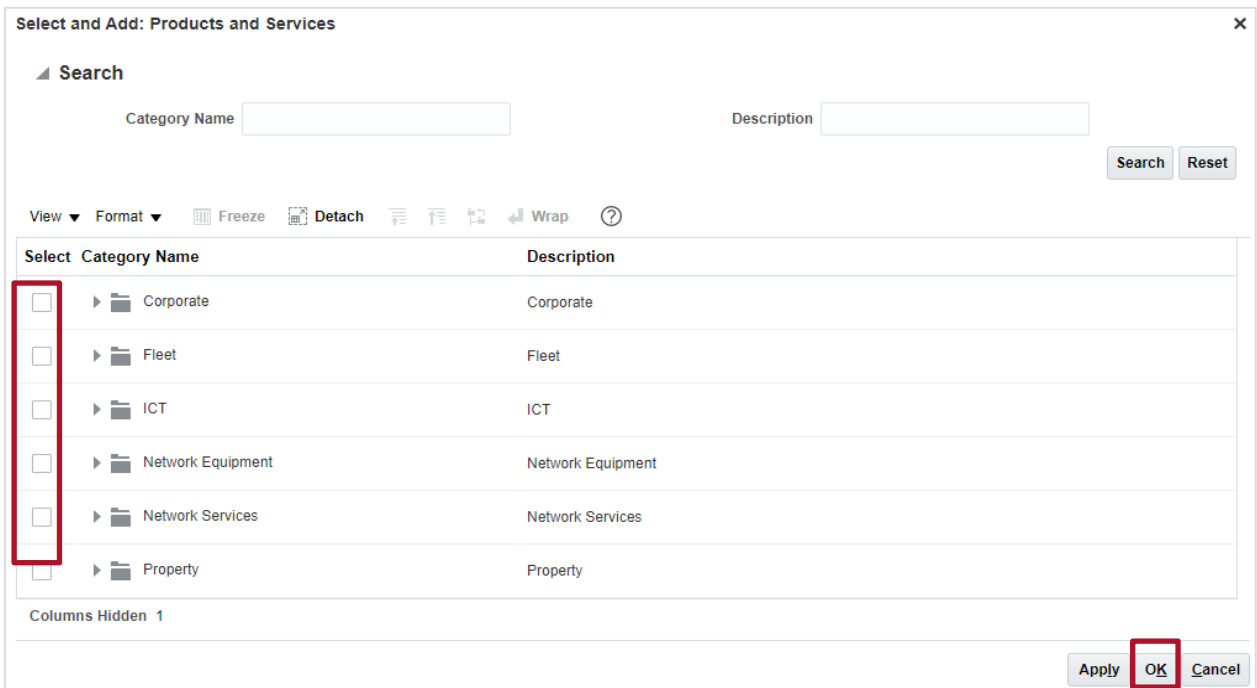 Select and Add: Products and Services
Search
Category Name Description
Search Reset
View Format Freeze Detach Wrap ?
Select Category Name Description
Corporate Corporate
Fleet Fleet
ICT ICT
Network Equipment Network Equipment
Network Services Network Services
Property Property
Columns Hidden 1
Apply OK Cancel